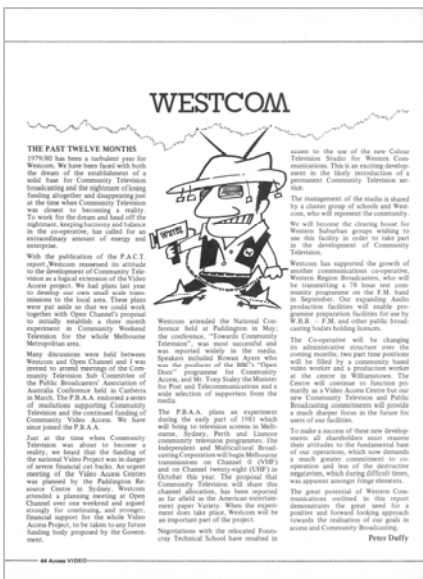 WESTCOM
THE PAST TWELVE MONTHS
1979/80 has been a turbulent year for
Westcom. We have been faced with both
the dream of the establishment of a
solid base for Community Television
broadcasting and the nightmare of losing
funding altogether and disappearing just
at the time when Community Television
was closest to becoming a reality.
To work for the dream and head off the
nightmare, keeping harmony and balance
in the co-operative, has called for an
extraordinary amount of energy and
enterprise.
With the publication of the P.A.C.T.
report ,Westcom reassessed its attitude
to the development of Community Tele-
vision as a logical extension of the Video
Access project. We had plans last year
to develop our own small scale trans-
missions to the local area. These plans
were put aside so that we could work
together with Open Channel's proposal
to initially establish a three month
experiment in Community Weekend
Television for the whole Melbourne
Metropolitan area.
Many discussions were held between
Westcom and Open Channel and I was
invited to attend meetings of the Com-
munity Television Sub Committee of
the Public Broadcasters' Association of
Australia Conference held in Canberra
in March. The P.B.A.A. endorsed a series
of resolutions supporting Community
Television and the continued funding of
Community Video Access. We have
since joined the P.B.A.A.
Just at the time when Community
Television was about to become a
reality, we heard that the funding of
the national Video Project was in danger
of severe financial cut backs. An urgent
meeting of the Video Access Centres
was planned by the Paddington Re-
source Centre in Sydney. Westcom
attended a planning meeting at Open
Channel over one weekend and argued
strongly for continuing, and stronger,
financial support for the whole Video
Access Project, to be taken to any future
funding body proposed by the Govern-
ment.
WESTCOM
Westcom attended the National Con-
ference held at Paddington in May;
the conference, "Towards Community
Television", was most successful and
was reported widely in the media.
Speakers included Rowan Ayers who
was the producer of the BBC's "Open
Door" programme for Community
Access, and Mr. Tony Staley the Minister
for Post and Telecommunications and a
wide selection of supporters from the
media.
The P.B.A.A. plans an experiment
during the early part of 1981 which
will bring to television screens in Melb-
ourne, Sydney, Perth and Lismore
community television programmes. The
Independent and Multicultural Broad-
casting Corporation will begin Melbourne
transmissions on Channel 0 (VHF)
and on Channel twenty-eight (UHF) in
October this year. The proposal that
Community Television will share this
channel allocation, has been reported
as far afield as the American entertain-
ment paper Variety. When the experi-
ment does take place, Westcom will be
an important part of the project.
Negotiations with the relocated Foots-
cray Technical School have resulted in
access to the use of the new Colour
Television Studio for Western Com-
munications. This is an exciting develop-
ment in the likely introduction of a
permanent Community Television ser-
vice.
The management of the studio is shared
by a cluster group of schools and West-
com, who will represent the community.
We will become the clearing house for
Western Suburban groups wishing to
use this facility in order to take part
in the development of Community
Television.
Westcom has supported the growth of
another communications co-operative,
Western Region Broadcasters, who will
be transmitting a 78 hour test com-
munity programme on the F.M. band
in September. Our expanding Audio
production facilities will enable pro-
gramme preparation facilities for use by
W.R.B. – F.M. and other public broad-
casting bodies holding licences.
The Co-operative will be changing
its administrative structure over the
coming months; two part time positions
will be filled by a community based
video worker and a production worker
at the centre in Williamstown. The
Centre will continue to function pri-
marily as a Video Access Centre but our
new Community Television and Public
Broadcasting commitments will provide
a much sharper focus in the future for
users of our facilities.
To make a success of these new develop-
ments all shareholders must reassess
their attitudes to the fundamental base
of our operations, which now demands
a much greater commitment to co-
operation and less of the destructive
negativism, which during difficult times,
was apparent amongst fringe elements.
The great potential of Western Com-
munications outlined in this report
demonstrates the great need for a
positive and forward looking approach
towards the realisation of our goals in
access and Community Broadcasting.
Peter Duffy
44 Access VIDEO